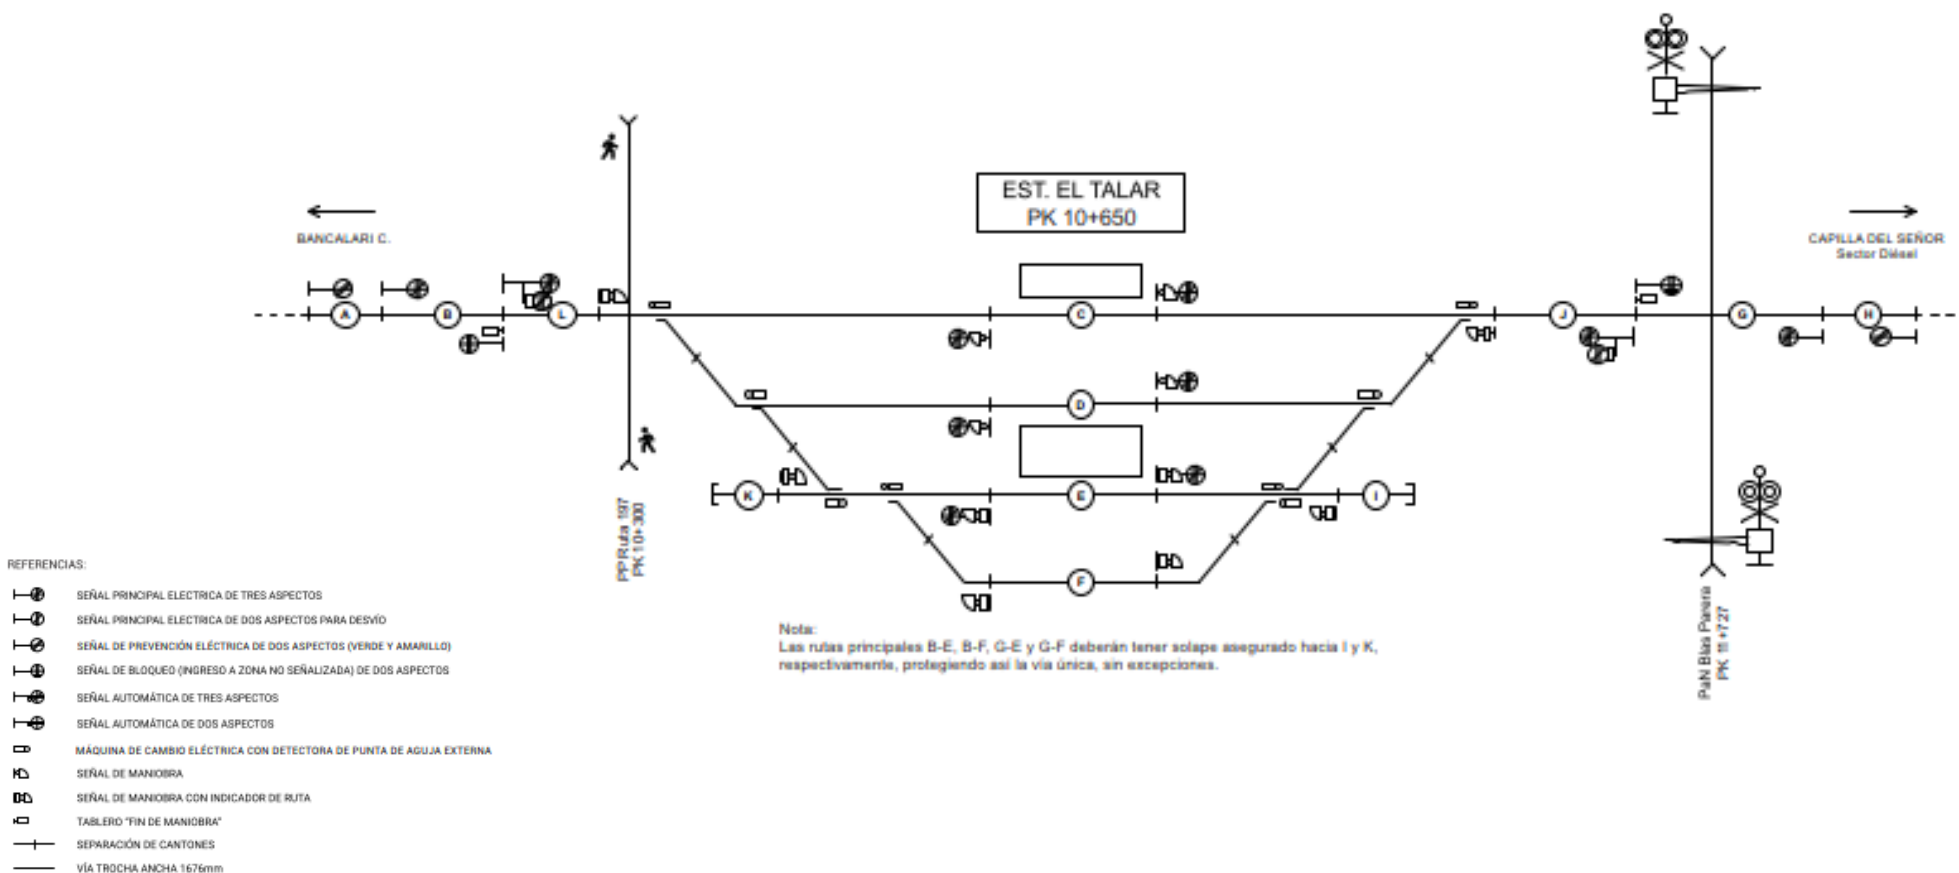 EST. EL TALAR
PK 10+650
BANCALARI C.
CAPILLA DEL SEÑOR
Sector Diésel
A
B
L
C
J
G
H
D
K
E
I
F
PP Ruta 197
PK 10+300
PaN Blas Parera
PK 11+727
Nota:
Las rutas principales B-E, B-F, G-E y G-F deberán tener solape asegurado hacia I y K,
respectivamente, protegiendo así la vía única, sin excepciones.
REFERENCIAS:
SEÑAL PRINCIPAL ELECTRICA DE TRES ASPECTOS
SEÑAL PRINCIPAL ELECTRICA DE DOS ASPECTOS PARA DESVÍO
SEÑAL DE PREVENCIÓN ELÉCTRICA DE DOS ASPECTOS (VERDE Y AMARILLO)
SEÑAL DE BLOQUEO (INGRESO A ZONA NO SEÑALIZADA) DE DOS ASPECTOS
SEÑAL AUTOMÁTICA DE TRES ASPECTOS
SEÑAL AUTOMÁTICA DE DOS ASPECTOS
MÁQUINA DE CAMBIO ELÉCTRICA CON DETECTORA DE PUNTA DE AGUJA EXTERNA
SEÑAL DE MANIOBRA
SEÑAL DE MANIOBRA CON INDICADOR DE RUTA
TABLERO "FIN DE MANIOBRA"
SEPARACIÓN DE CANTONES
VÍA TROCHA ANCHA 1676mm